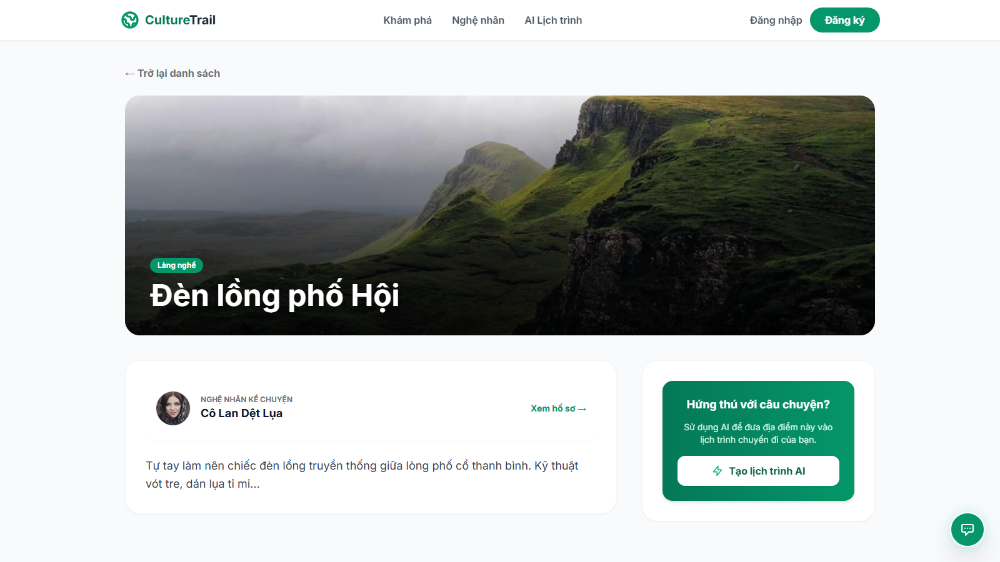 CultureTrail
Khám phá
Nghệ nhân
AI Lịch trình
Đăng nhập
Đăng ký
← Trở lại danh sách
Làng nghề
Đèn lồng phố Hội
NGHỆ NHÂN KỂ CHUYỆN
Cô Lan Dệt Lụa
Xem hồ sơ →
Tự tay làm nên chiếc đèn lồng truyền thống giữa lòng phố cổ thanh bình. Kỹ thuật
vót tre, dán lụa tỉ mỉ...
Hứng thú với câu chuyện?
Sử dụng AI để đưa địa điểm này vào
lịch trình chuyến đi của bạn.
Tạo lịch trình AI